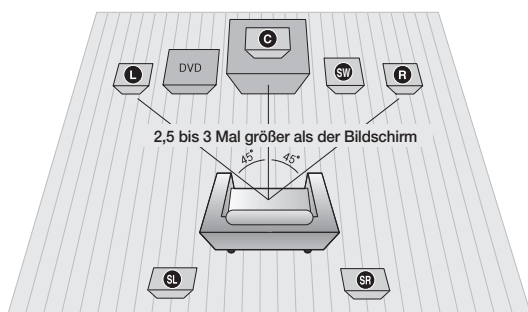 C
DVD
SW
L
R
2,5 bis 3 Mal größer als der Bildschirm
45° 45°
SL
SR